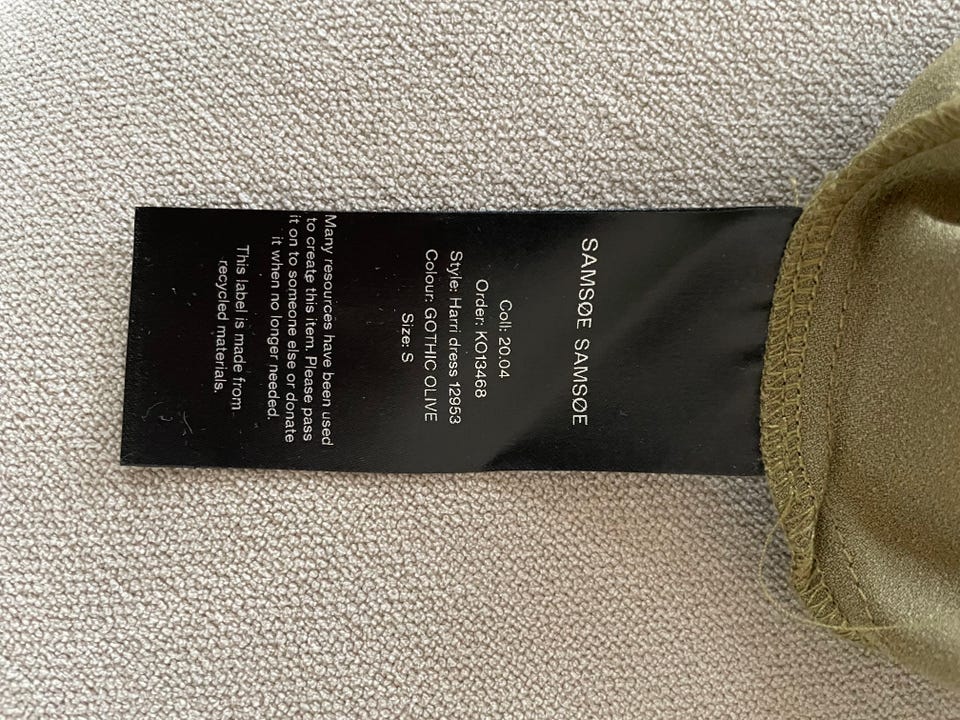 SAMSØE SAMSØE
Coll: 20.04
Order: KO13468
Style: Harri dress 12953
Colour: GOTHIC OLIVE
Size: S
Many resources have been used
to create this item. Please pass
it on to someone else or donate
it when no longer needed.
This label is made from
recycled materials.